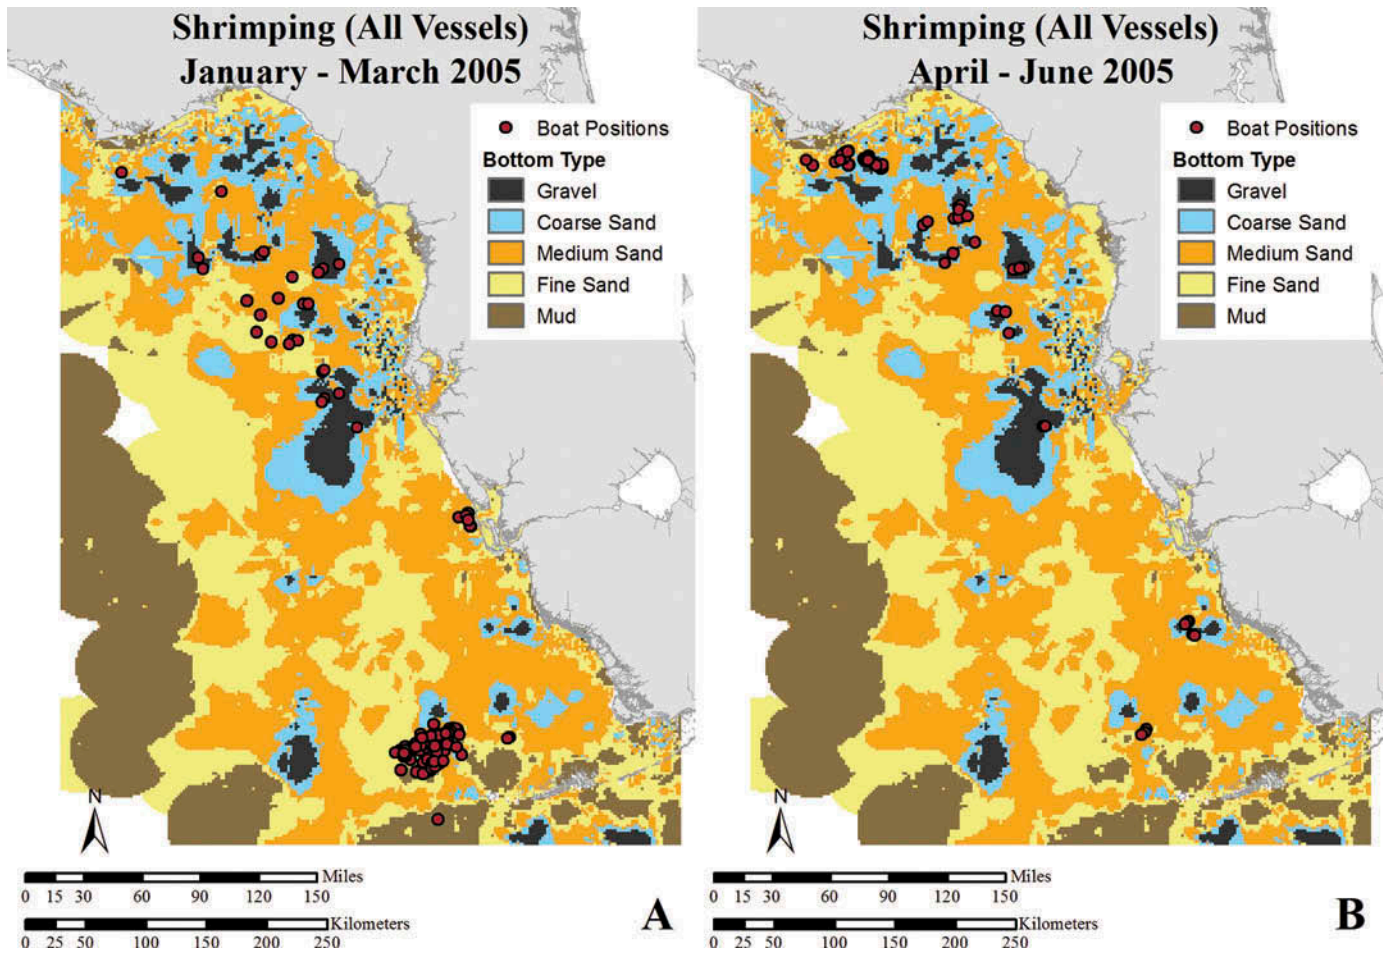 Shrimping (All Vessels)
January - March 2005
Boat Positions
Bottom Type
Gravel
Coarse Sand
Medium Sand
Fine Sand
Mud
N
Miles
0 15 30 60 90 120 150
Kilometers
0 25 50 100 150 200 250
A
Shrimping (All Vessels)
April - June 2005
Boat Positions
Bottom Type
Gravel
Coarse Sand
Medium Sand
Fine Sand
Mud
N
Miles
0 15 30 60 90 120 150
Kilometers
0 25 50 100 150 200 250
B